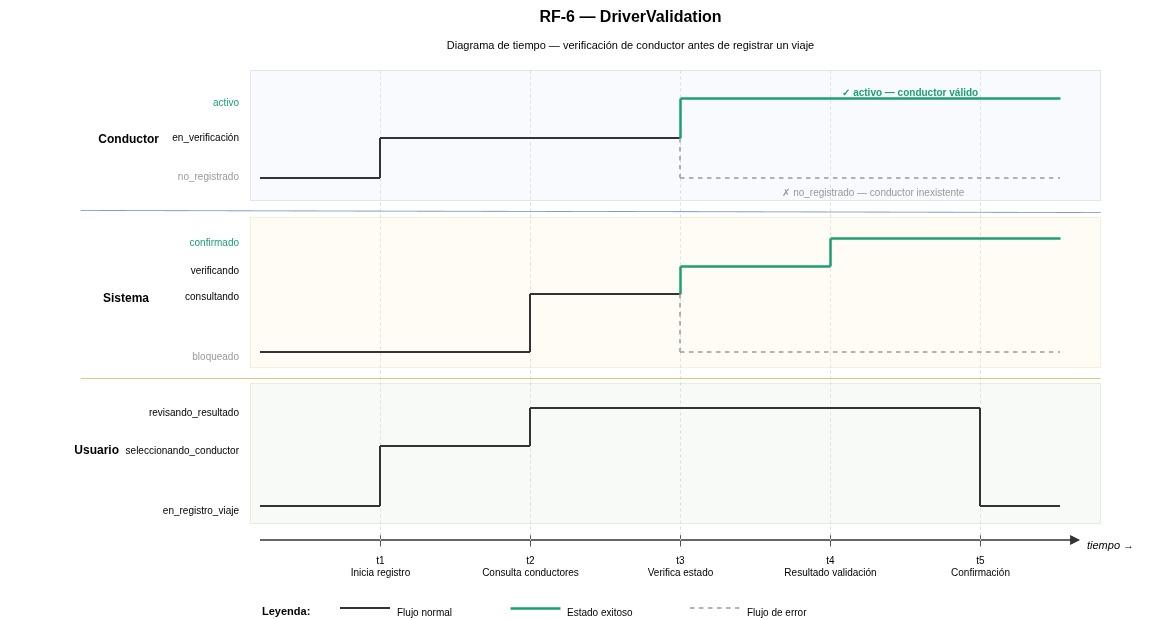 RF-6 — DriverValidation
Diagrama de tiempo — verificación de conductor antes de registrar un viaje
✓ activo — conductor válido
activo
Conductor en_verificación
no_registrado
✗ no_registrado — conductor inexistente
confirmado
verificando
Sistema consultando
bloqueado
revisando_resultado
Usuario seleccionando_conductor
en_registro_viaje
tiempo →
t1 t2 t3 t4 t5
Inicia registro Consulta conductores Verifica estado Resultado validación Confirmación
Leyenda: Flujo normal Estado exitoso Flujo de error